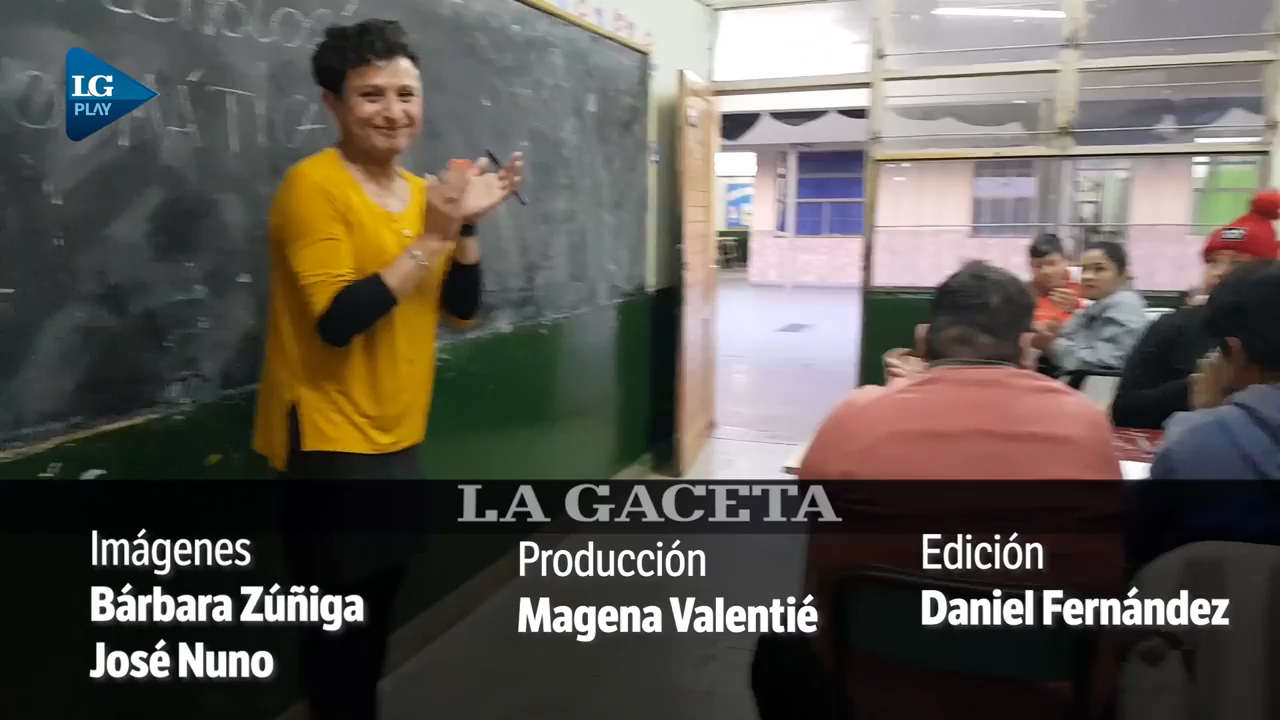 LG
PLAY
LA GACETA
Imágenes
Bárbara Zúñiga
José Nuno
Producción
Magena Valentié
Edición
Daniel Fernández